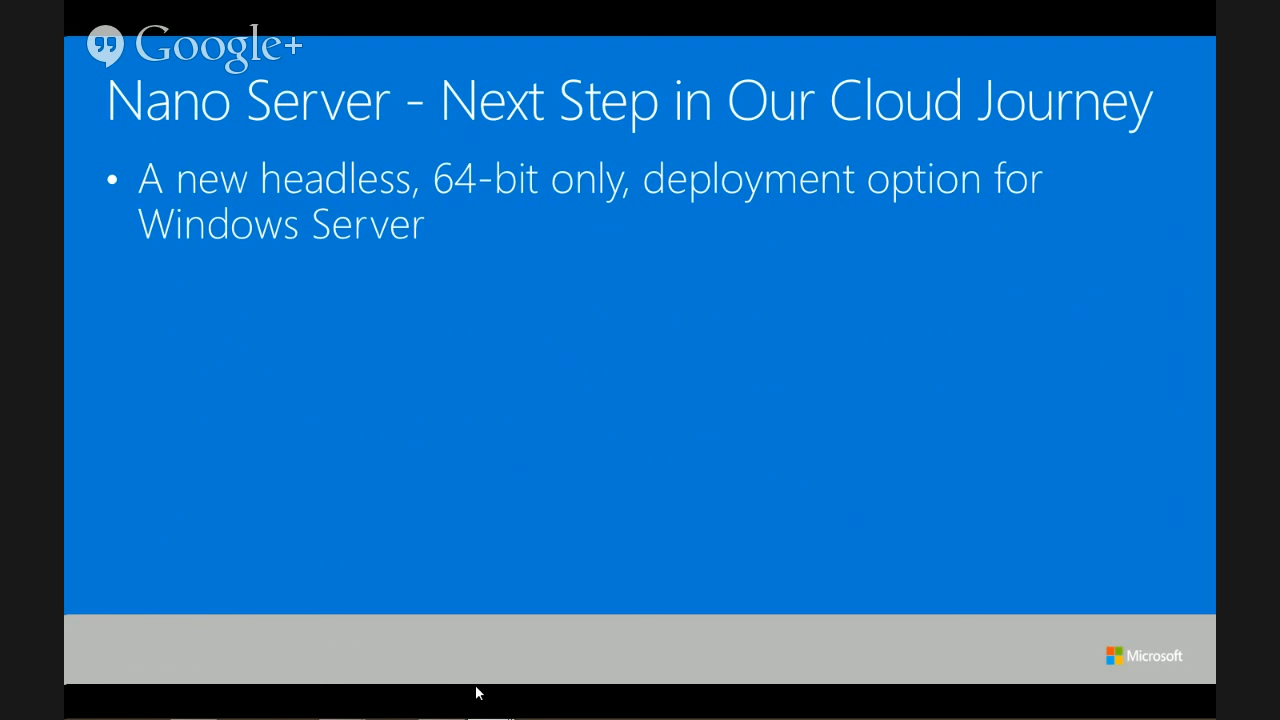 Google+
Nano Server - Next Step in Our Cloud Journey
• A new headless, 64-bit only, deployment option for
Windows Server
Microsoft